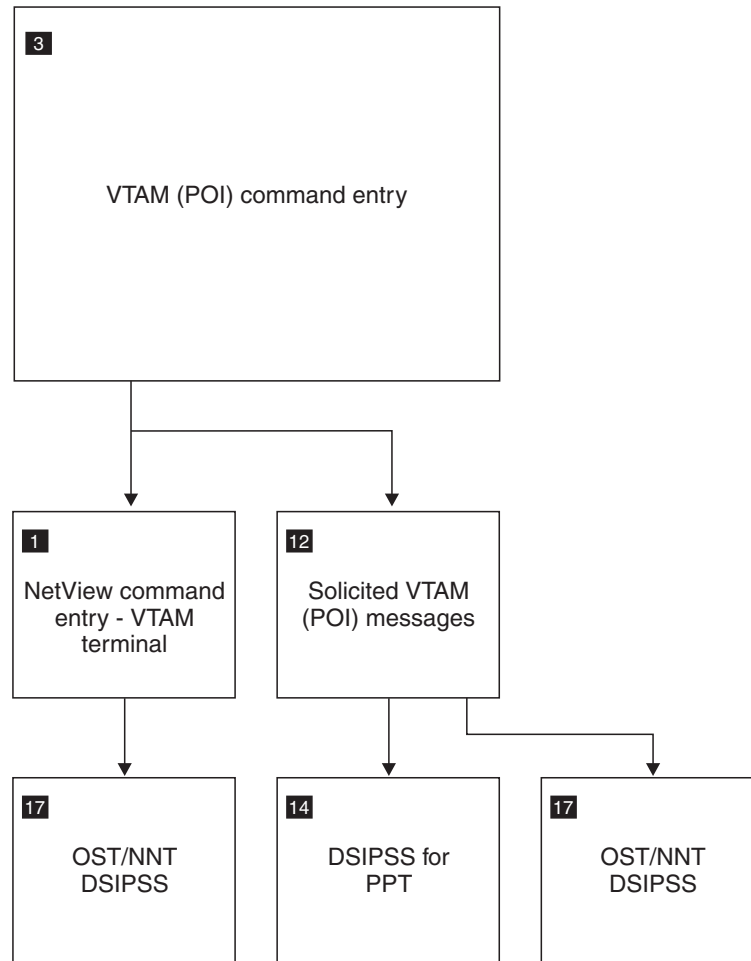 3
VTAM (POI) command entry
1
NetView command
entry - VTAM
terminal
12
Solicited VTAM
(POI) messages
17
OST/NNT
DSIPSS
14
DSIPSS for
PPT
17
OST/NNT
DSIPSS